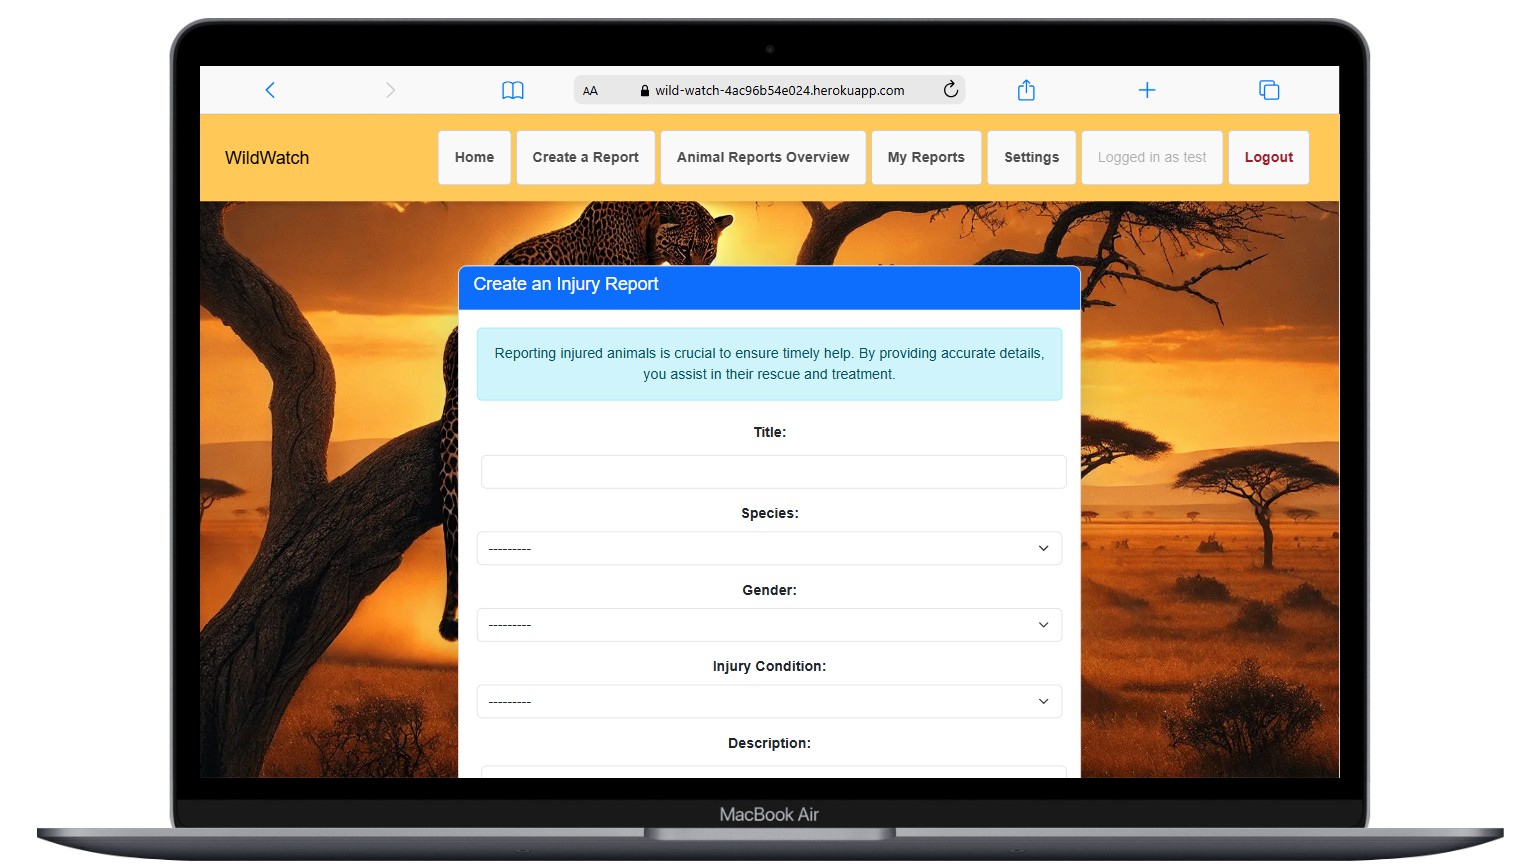 AA wild-watch-4ac96b54e024.herokuapp.com
WildWatch Home Create a Report Animal Reports Overview My Reports Settings Logged in as test Logout
Create an Injury Report
Reporting injured animals is crucial to ensure timely help. By providing accurate details,
you assist in their rescue and treatment.
Title:
Species:
---------
Gender:
---------
Injury Condition:
---------
Description:
MacBook Air